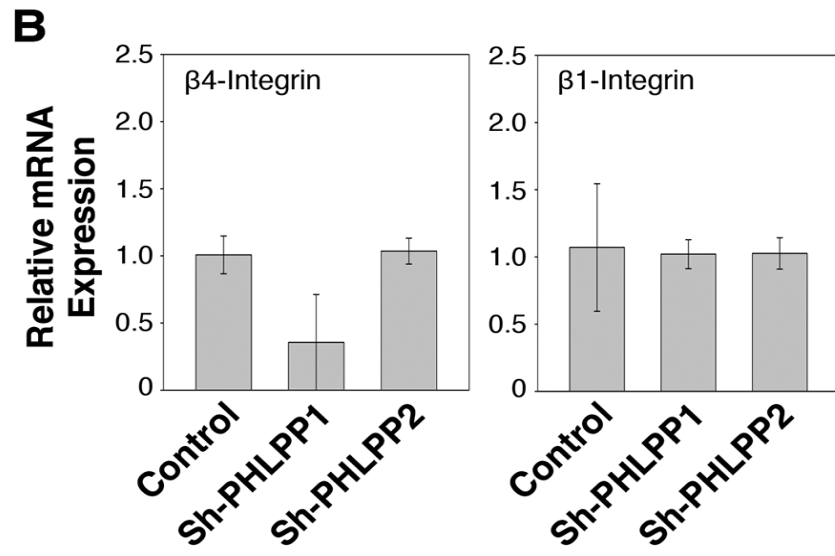 B
Relative mRNA
Expression
β4-Integrin
2.5
2.0
1.5
1.0
0.5
0
Control
Sh-PHLPP1
Sh-PHLPP2
β1-Integrin
2.5
2.0
1.5
1.0
0.5
0
Control
Sh-PHLPP1
Sh-PHLPP2